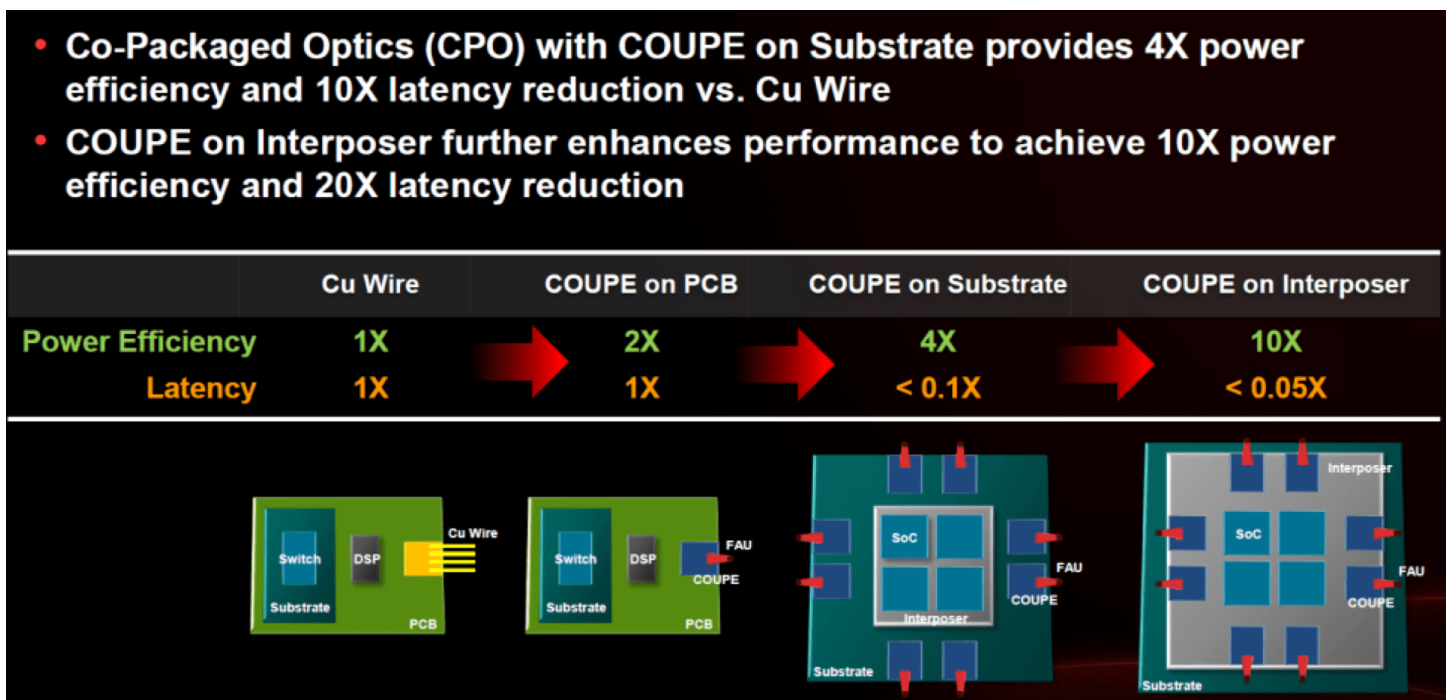 • Co-Packaged Optics (CPO) with COUPE on Substrate provides 4X power
efficiency and 10X latency reduction vs. Cu Wire
• COUPE on Interposer further enhances performance to achieve 10X power
efficiency and 20X latency reduction
Cu Wire COUPE on PCB COUPE on Substrate COUPE on Interposer
Power Efficiency 1X 2X 4X 10X
Latency 1X 1X < 0.1X < 0.05X
Switch
DSP
Cu Wire
Substrate
PCB
Switch
DSP
FAU
COUPE
Substrate
PCB
SoC
FAU
COUPE
Interposer
Substrate
Interposer
SoC
FAU
COUPE
Substrate